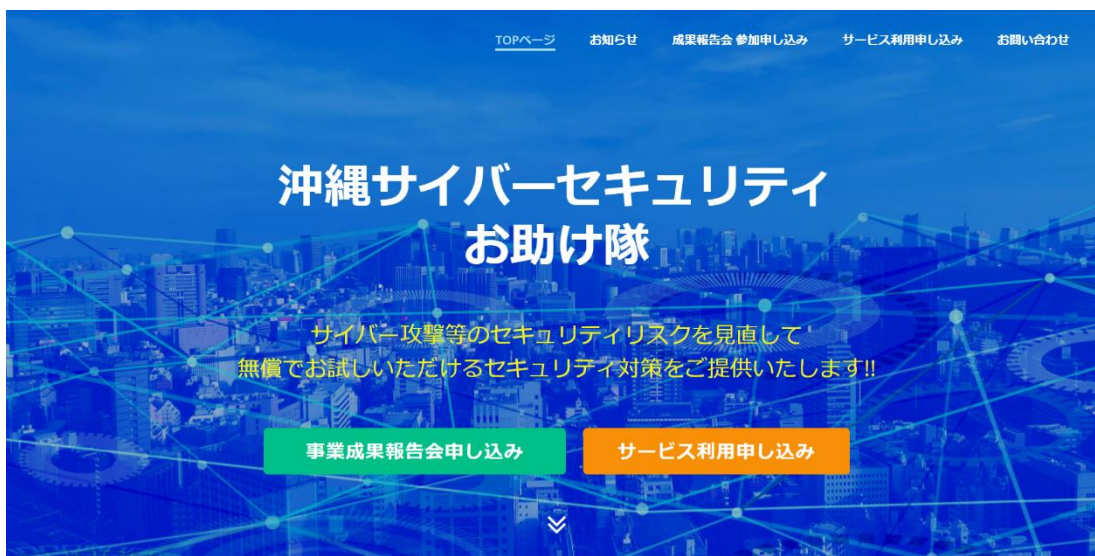 TOPページ お知らせ 成果報告会 参加申し込み サービス利用申し込み お問い合わせ
沖縄サイバーセキュリティ
お助け隊
サイバー攻撃等のセキュリティリスクを見直して
無償でお試しいただけるセキュリティ対策をご提供いたします!!
事業成果報告会申し込み サービス利用申し込み